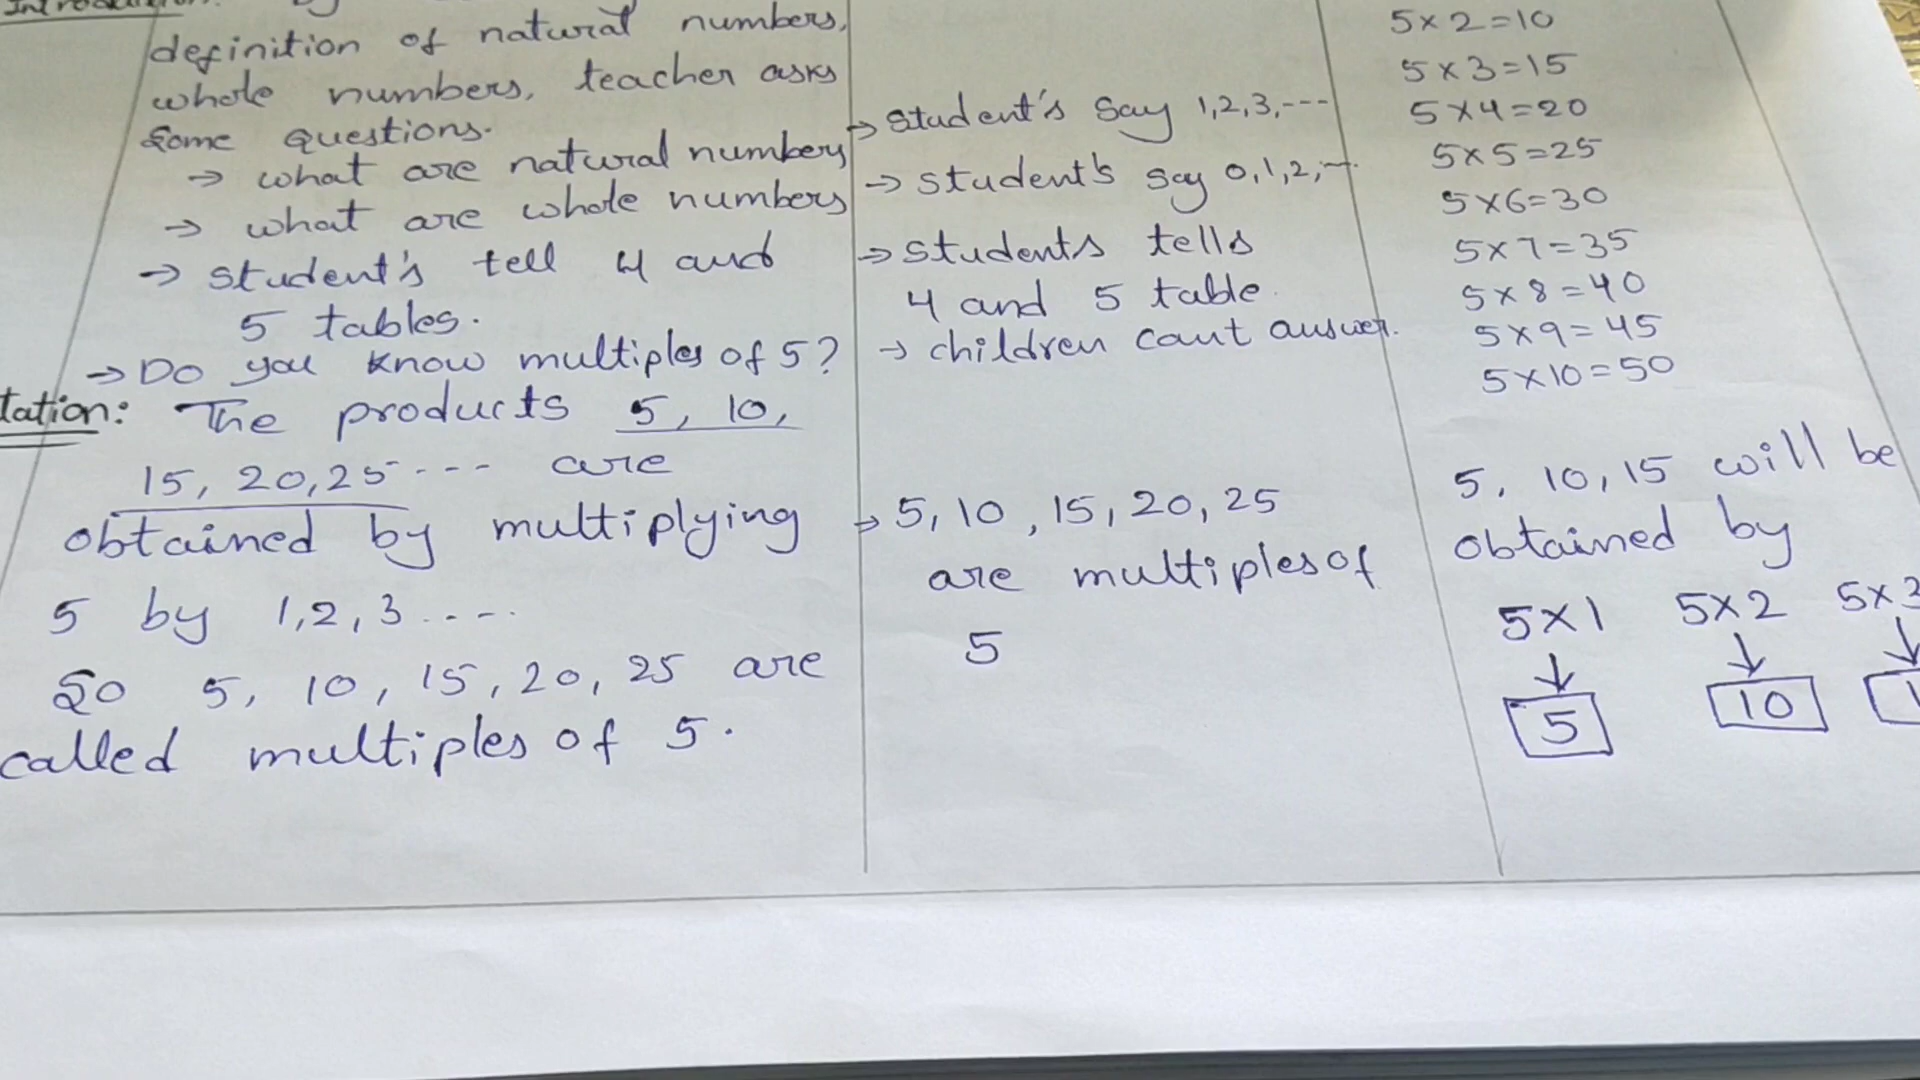 definition of natural numbers,
whole numbers, teacher asks
some questions.
→ what are natural numbers
→ what are whole numbers
→ student's tell 4 and
5 tables.
→ Do you know multiples of 5?
tation: The products 5, 10,
15, 20, 25 --- are
obtained by multiplying
5 by 1,2,3....
So 5, 10, 15, 20, 25 are
called multiples of 5.
→ student's say 1,2,3,---
→ student's say 0,1,2,---
→ students tells
4 and 5 table.
→ children can't answer.
→ 5, 10, 15, 20, 25
are multiples of
5
5×2=10
5×3=15
5×4=20
5×5=25
5×6=30
5×7=35
5×8=40
5×9=45
5×10=50
5, 10, 15 will be
obtained by
5×1 5×2 5×3
↓ ↓ ↓
5 10 1